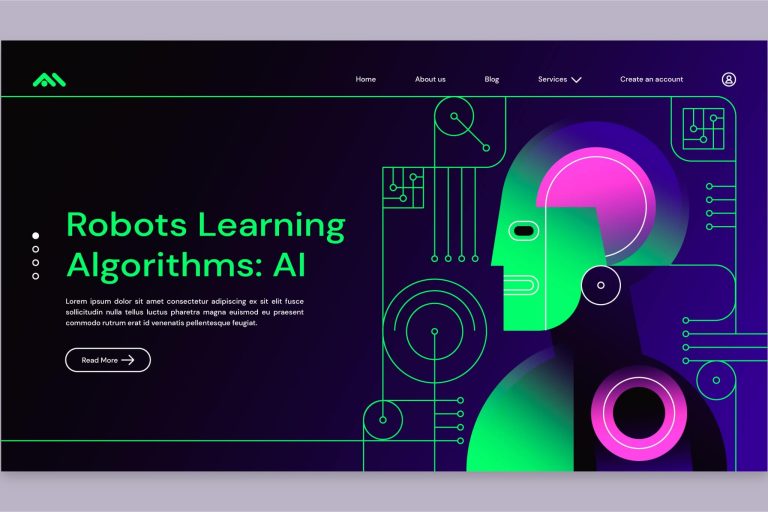 Home
About us
Blog
Services
Create an account
Robots Learning
Algorithms: AI
Lorem ipsum dolor sit amet consectetur adipiscing ex sit elit fusce
sollicitudin nulla tellus luctus pharetra magna euismod eu praesent
commodo rutrum erat id venenatis pellentesque feugiat.
Read More